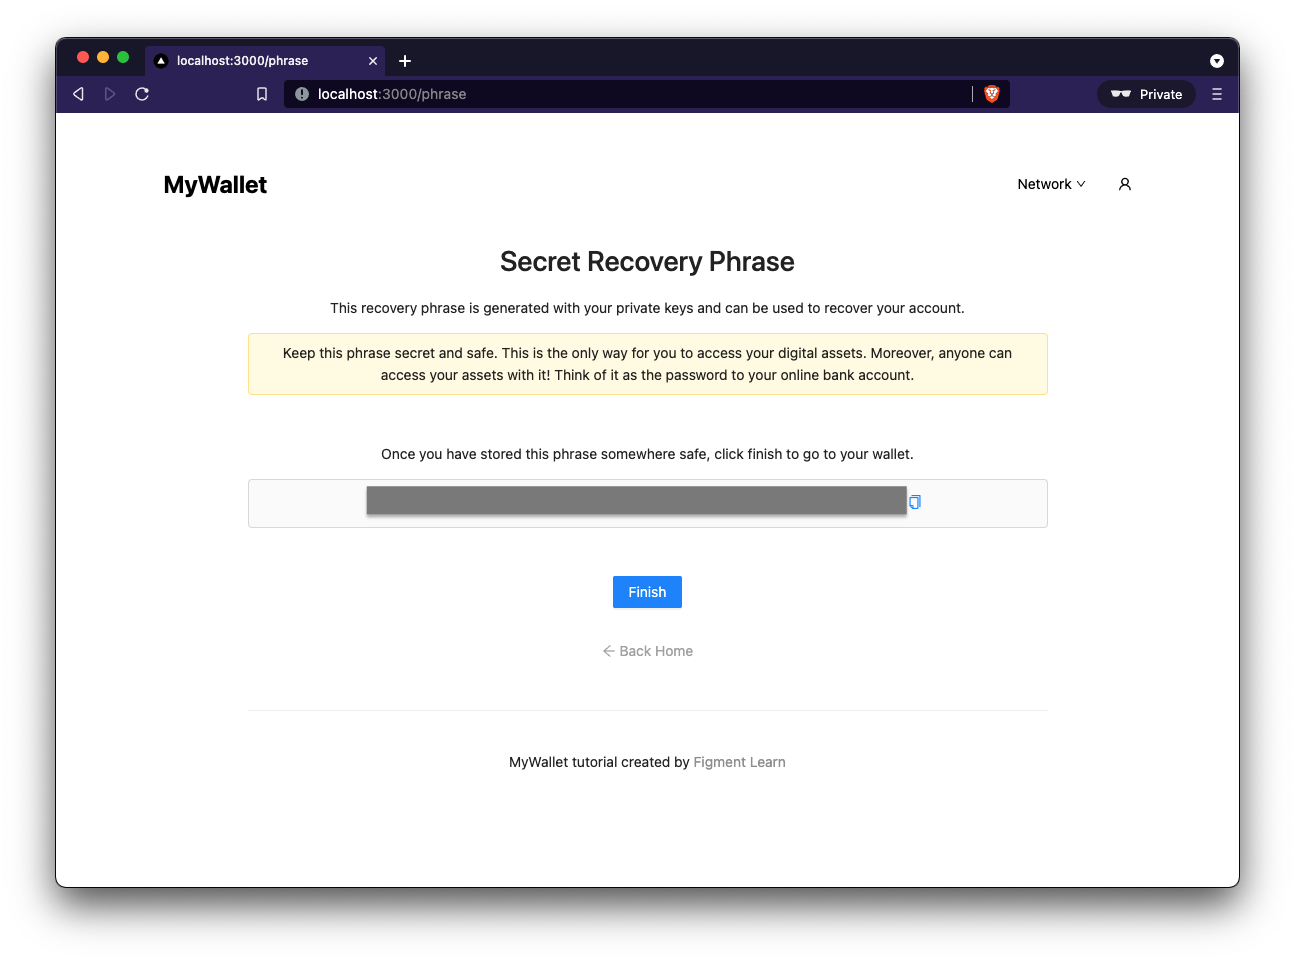 localhost:3000/phrase
localhost:3000/phrase
Private
MyWallet
Network
Secret Recovery Phrase
This recovery phrase is generated with your private keys and can be used to recover your account.
Keep this phrase secret and safe. This is the only way for you to access your digital assets. Moreover, anyone can
access your assets with it! Think of it as the password to your online bank account.
Once you have stored this phrase somewhere safe, click finish to go to your wallet.
Finish
Back Home
MyWallet tutorial created by Figment Learn